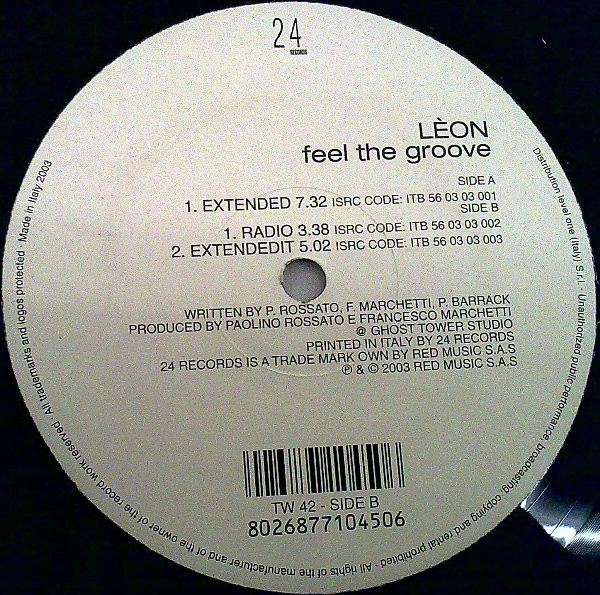 24
LÈON
feel the groove
SIDE A
1. EXTENDED 7.32 ISRC CODE: ITB 56 03 03 001
SIDE B
1. RADIO 3.38 ISRC CODE: ITB 56 03 03 002
2. EXTENDEDIT 5.02 ISRC CODE: ITB 56 03 03 003
WRITTEN BY P. ROSSATO, F. MARCHETTI, P. BARRACK
PRODUCED BY PAOLINO ROSSATO E FRANCESCO MARCHETTI
@ GHOST TOWER STUDIO
PRINTED IN ITALY BY 24 RECORDS
24 RECORDS IS A TRADE MARK OWN BY RED MUSIC S.A.S
℗ & © 2003 RED MUSIC S.A.S
TW 42 - SIDE B
8026877104506
Distribution level one (Italy) S.r.l. - Unauthorized public performance, broadcasting, copying and rental prohibited - All rights of the manufacturer and of the owner of the record work reserved - All trademarks and logos protected - Made in Italy 2003